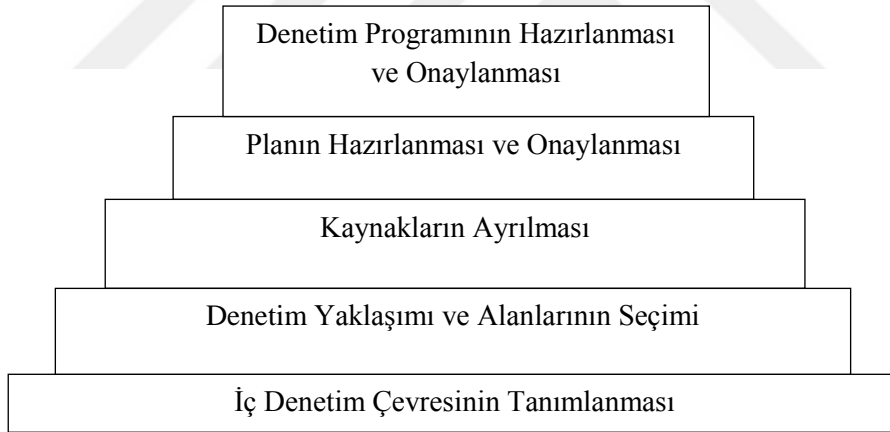 Denetim Programının Hazırlanması
ve Onaylanması
Planın Hazırlanması ve Onaylanması
Kaynakların Ayrılması
Denetim Yaklaşımı ve Alanlarının Seçimi
İç Denetim Çevresinin Tanımlanması